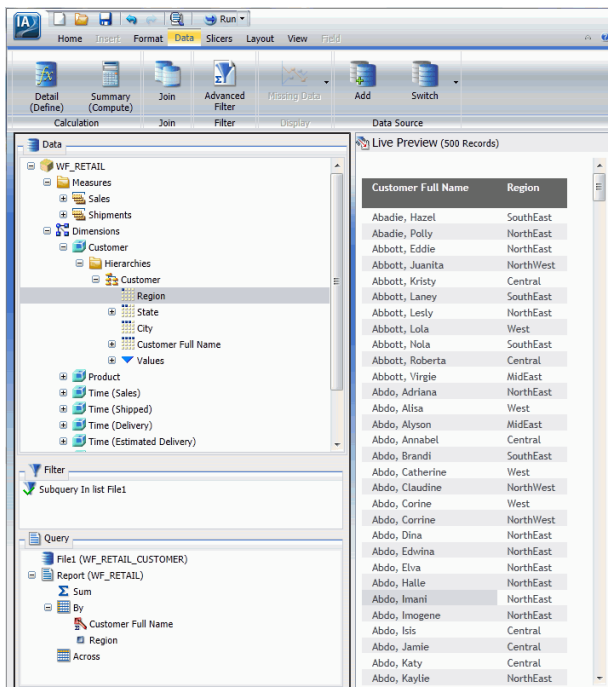 IA
Run
Home Insert Format Data Slicers Layout View Field
Detail (Define)
Summary (Compute)
Join
Advanced Filter
Missing Data
Add
Switch
Calculation Join Filter Display Data Source
Data
WF_RETAIL
Measures
Sales
Shipments
Dimensions
Customer
Hierarchies
Customer
Region
State
City
Customer Full Name
Values
Product
Time (Sales)
Time (Shipped)
Time (Delivery)
Time (Estimated Delivery)
Filter
Subquery In list File1
Query
File1 (WF_RETAIL_CUSTOMER)
Report (WF_RETAIL)
Sum
By
Customer Full Name
Region
Across
Live Preview (500 Records)
Customer Full Name Region
Abadie, Hazel SouthEast
Abadie, Polly NorthEast
Abbott, Eddie NorthEast
Abbott, Juanita NorthWest
Abbott, Kristy Central
Abbott, Laney SouthEast
Abbott, Lesly NorthEast
Abbott, Lola West
Abbott, Nola SouthEast
Abbott, Roberta Central
Abbott, Virgie MidEast
Abdo, Adriana NorthEast
Abdo, Alisa West
Abdo, Alyson MidEast
Abdo, Annabel Central
Abdo, Brandi SouthEast
Abdo, Catherine West
Abdo, Claudine NorthWest
Abdo, Corine West
Abdo, Corrine NorthWest
Abdo, Dina NorthEast
Abdo, Edwina NorthEast
Abdo, Elva NorthEast
Abdo, Halle NorthEast
Abdo, Imani NorthEast
Abdo, Imogene NorthEast
Abdo, Isis Central
Abdo, Jamie Central
Abdo, Katy Central
Abdo, Kaylie NorthEast